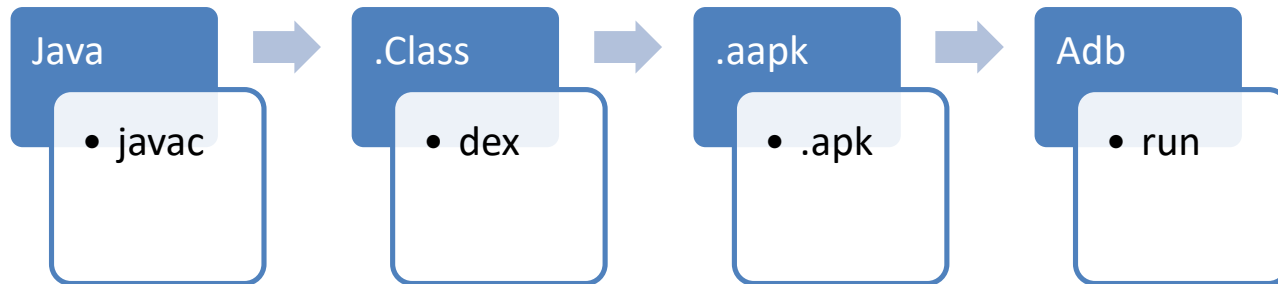 Java
• javac
.Class
• dex
.aapk
• .apk
Adb
• run